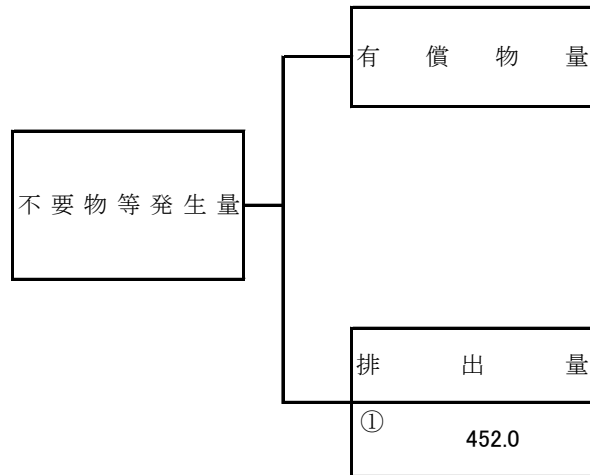 有償物量
不要物等発生量
排出量
①
452.0